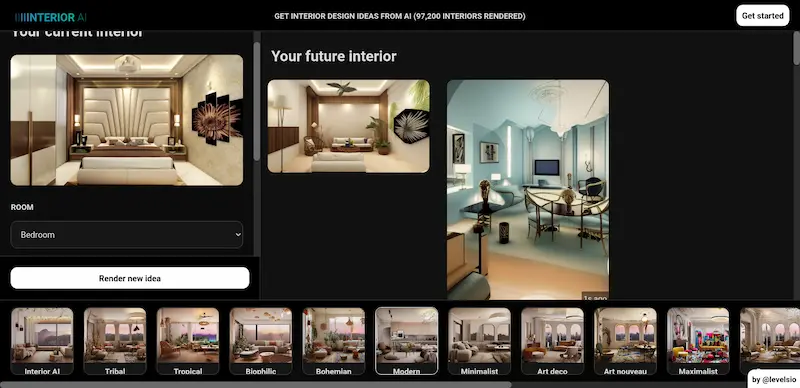 INTERIOR AI
GET INTERIOR DESIGN IDEAS FROM AI (97,200 INTERIORS RENDERED)
Get started
Your current interior
ROOM
Bedroom
Render new idea
Your future interior
1s ago
Interior AI
Tribal
Tropical
Biophilic
Bohemian
Modern
Minimalist
Art deco
Art nouveau
Maximalist
by @levelsio